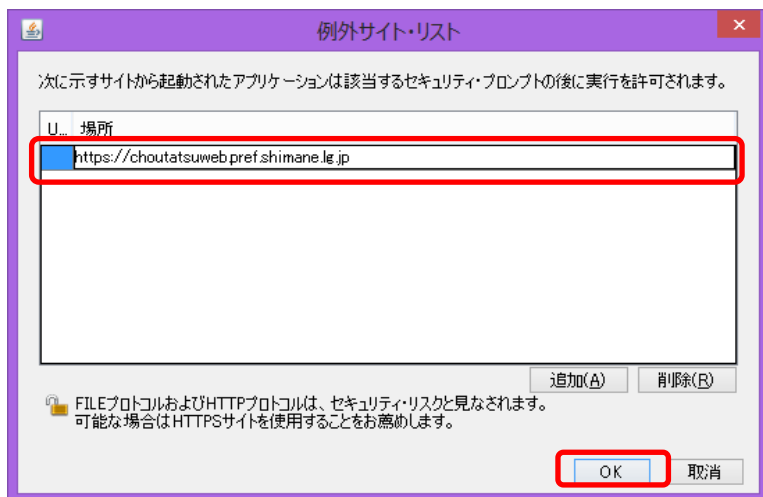 例外サイト・リスト
次に示すサイトから起動されたアプリケーションは該当するセキュリティ・プロンプトの後に実行を許可されます。
U... 場所
https://choutatsuweb.pref.shimane.lg.jp
追加(A) 削除(R)
FILEプロトコルおよびHTTPプロトコルは、セキュリティ・リスクと見なされます。
可能な場合はHTTPSサイトを使用することをお薦めします。
OK 取消